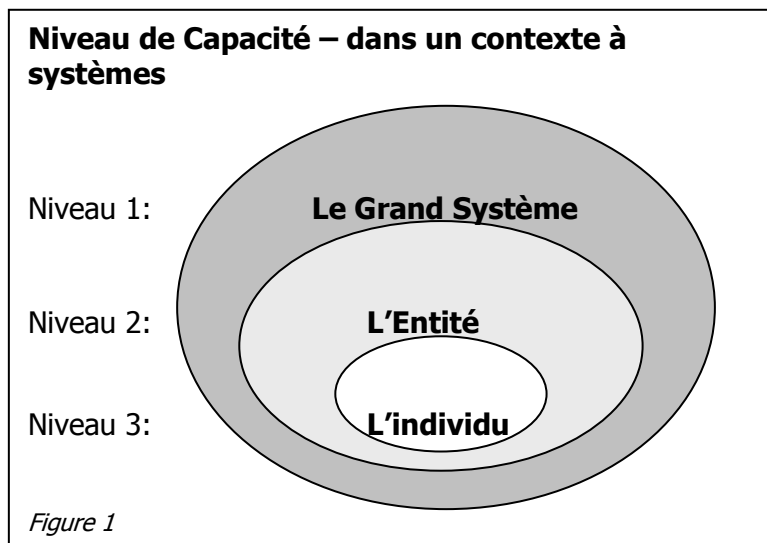 Niveau de Capacité – dans un contexte à
systèmes
Niveau 1: Le Grand Système
Niveau 2: L’Entité
Niveau 3: L’individu
Figure 1